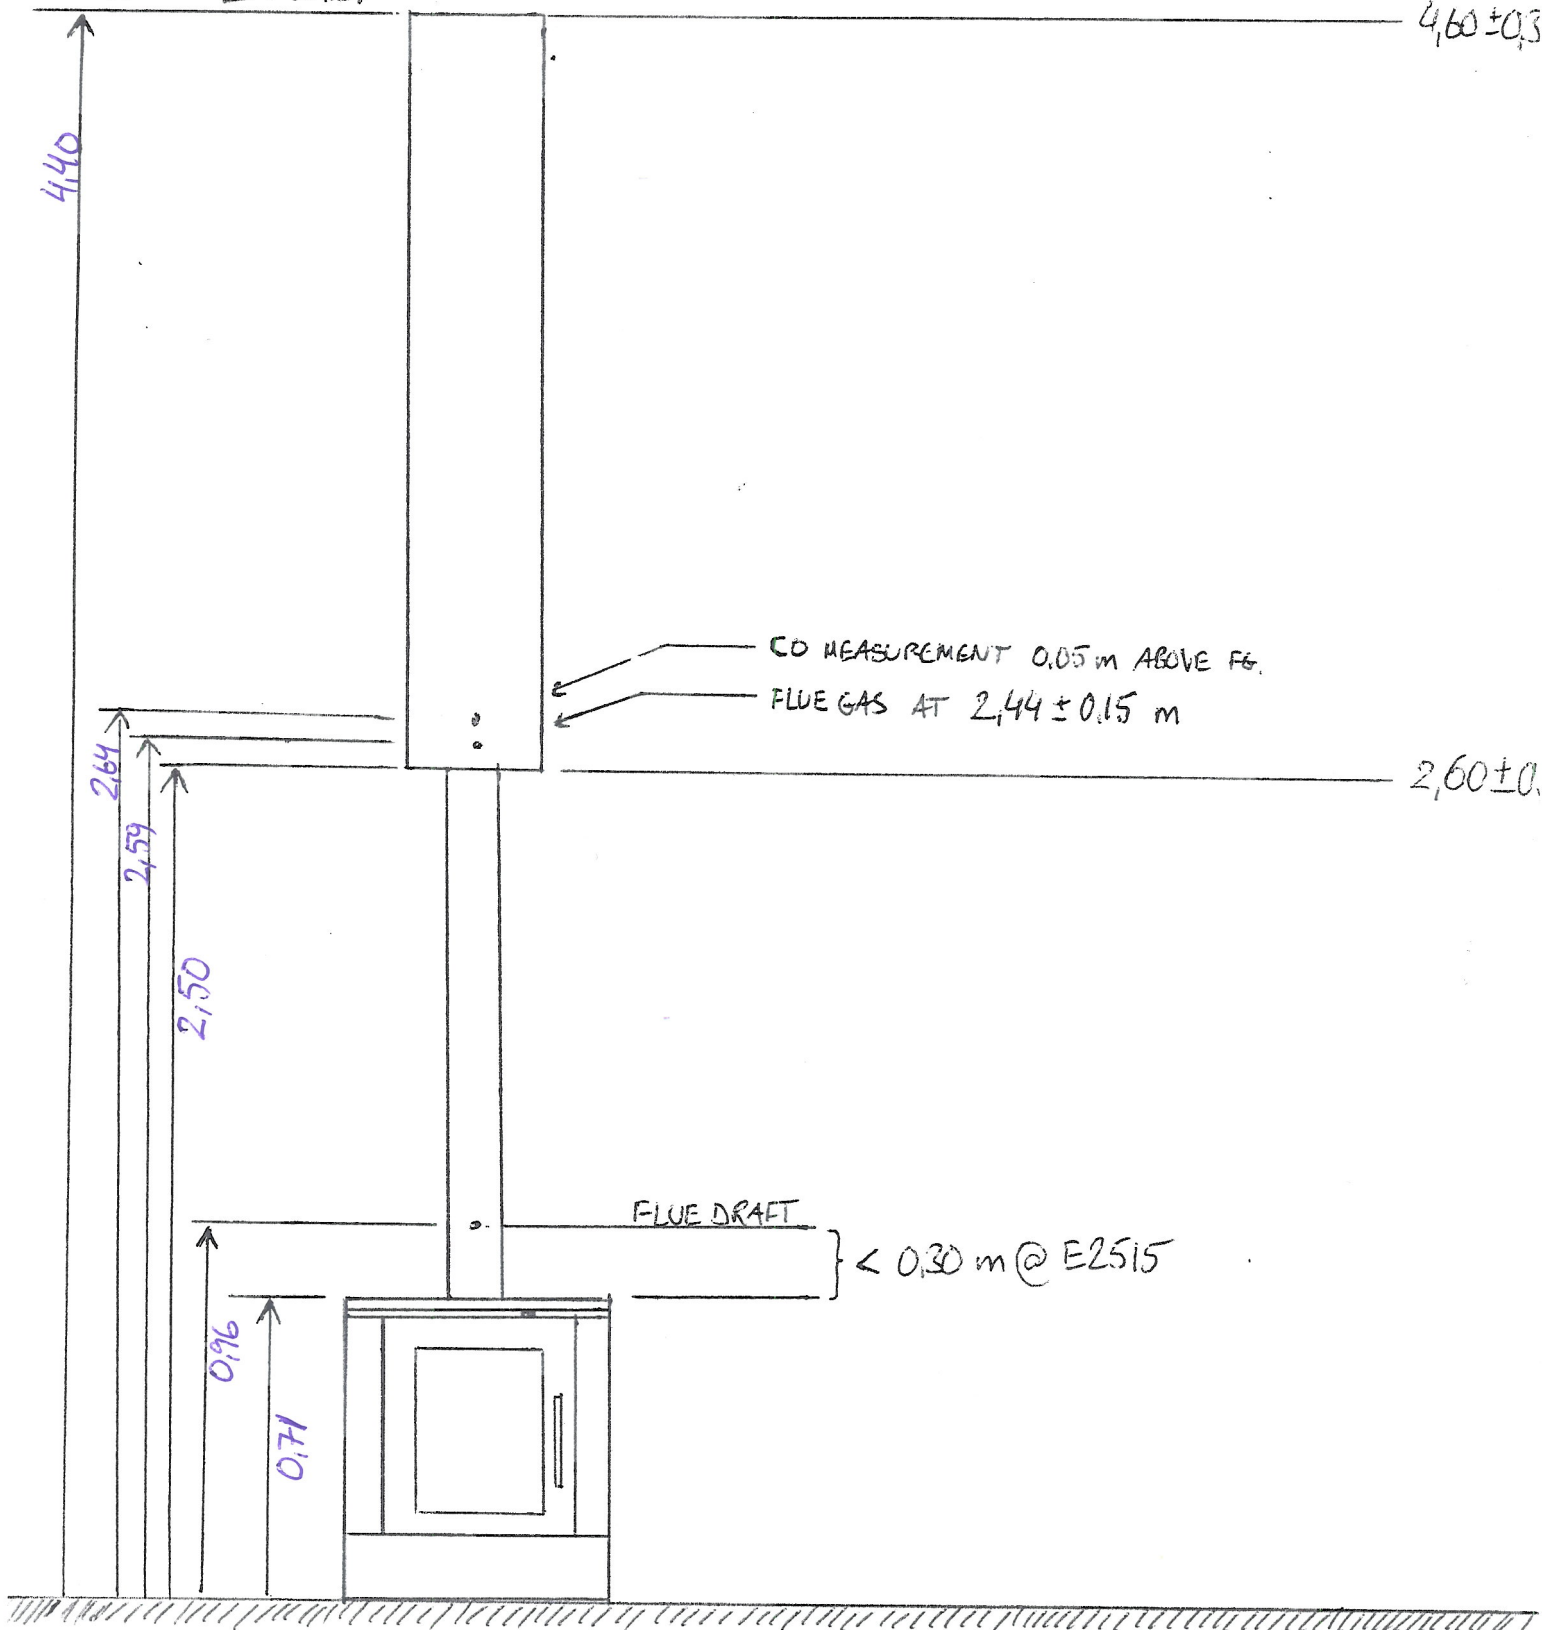 4,60±0,3
4,40
CO MEASUREMENT 0.05 m ABOVE FG.
FLUE GAS AT 2,44 ± 0.15 m
2,64
2,59
2,60±0.
2,50
FLUE DRAFT
< 0,30 m @ E2515
0,96
0,71